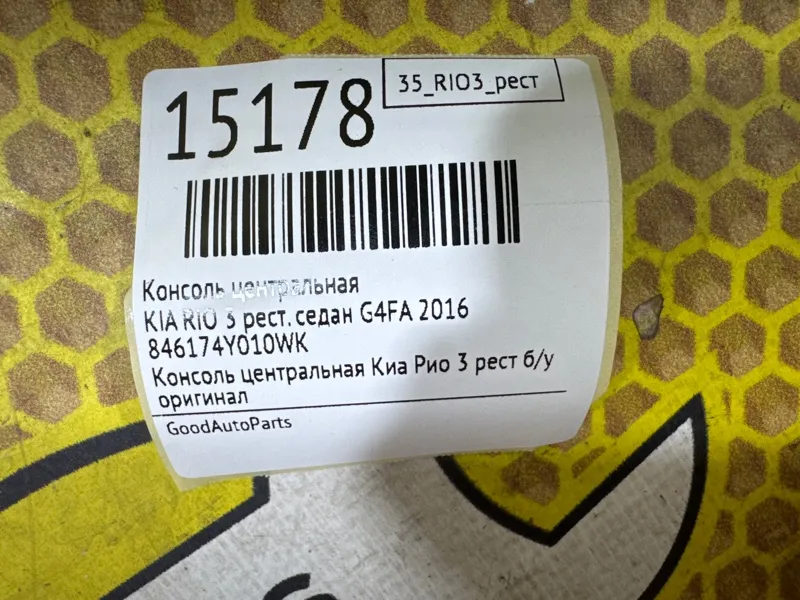 35_RIO3_рест
15178
Консоль центральная
KIA RIO 3 рест. седан G4FA 2016
846174Y010WK
Консоль центральная Киа Рио 3 рест б/у
оригинал
GoodAutoParts